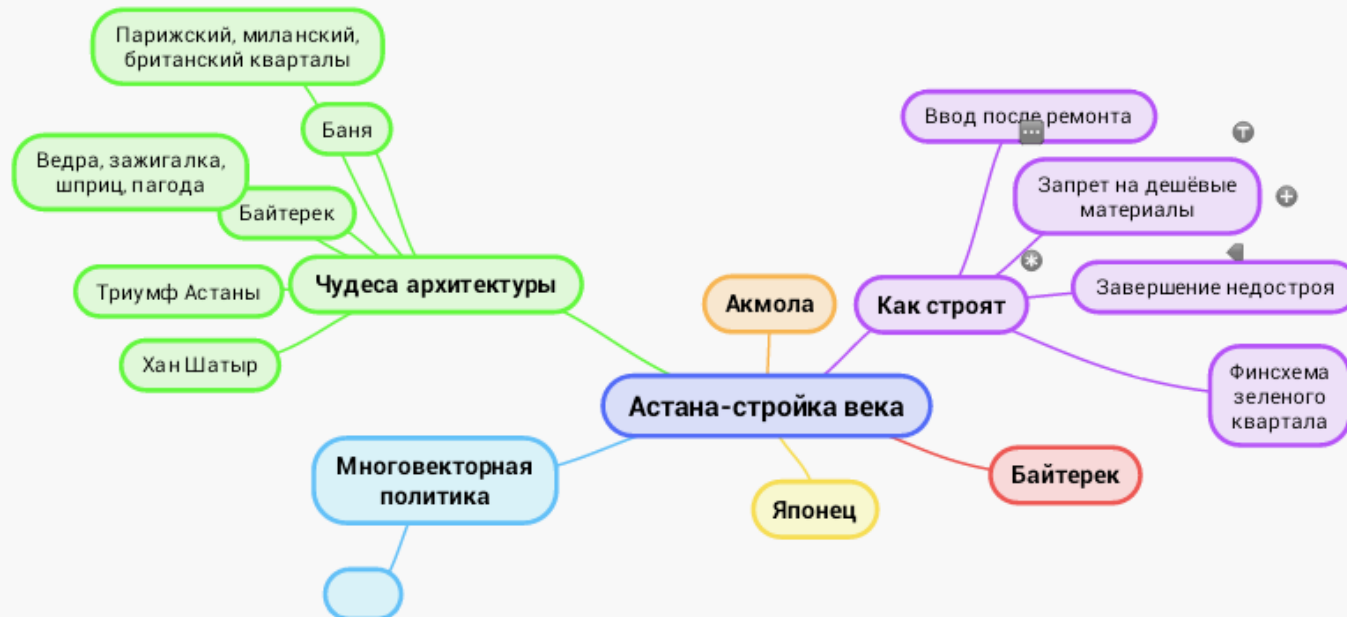 Парижский, миланский,
британский кварталы
Баня
Ведра, зажигалка,
шприц, пагода
Байтерек
Чудеса архитектуры
Триумф Астаны
Хан Шатыр
Ввод после ремонта
Запрет на дешёвые
материалы
Завершение недостроя
Как строят
Финсхема
зеленого
квартала
Акмола
Астана-стройка века
Многовекторная
политика
Японец
Байтерек